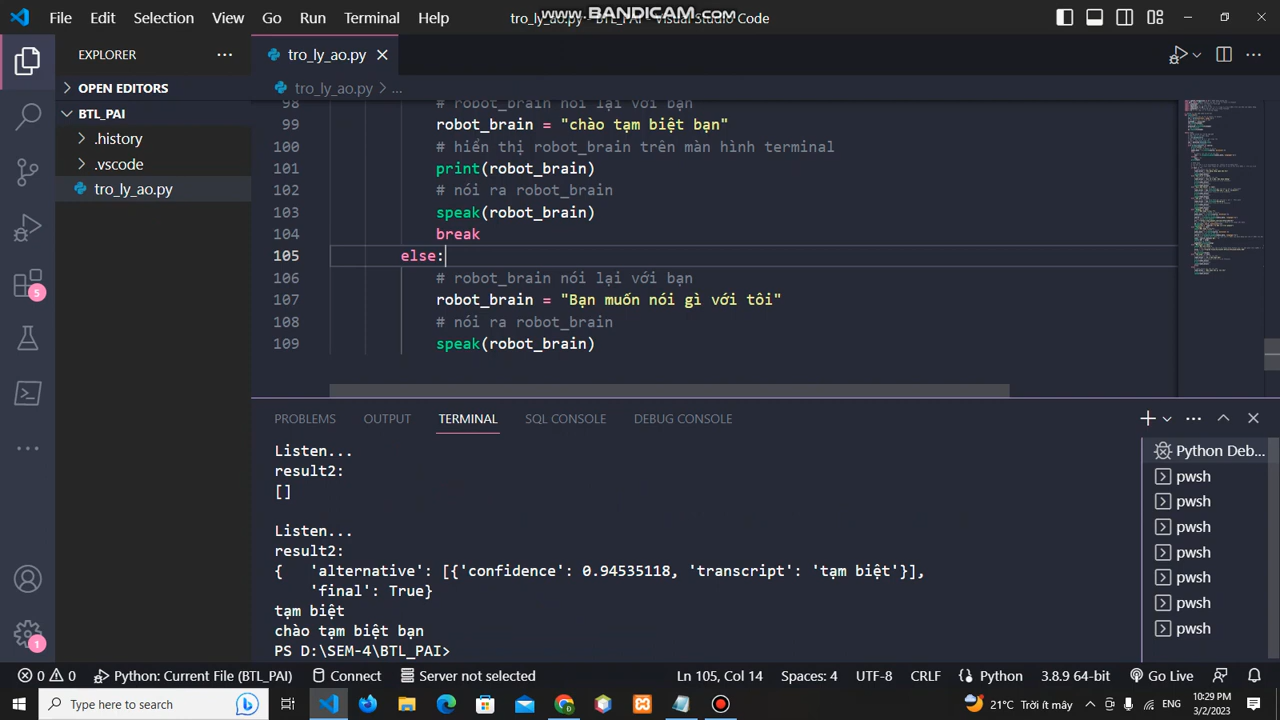 File Edit Selection View Go Run Terminal Help
tro_ly_ao.py - BTL_PAI - Visual Studio Code
www.BANDICAM.com
EXPLORER
OPEN EDITORS
BTL_PAI
.history
.vscode
tro_ly_ao.py
5
1
tro_ly_ao.py
tro_ly_ao.py > ...
98 # robot_brain nói lại với bạn
99 robot_brain = "chào tạm biệt bạn"
100 # hiển thị robot_brain trên màn hình terminal
101 print(robot_brain)
102 # nói ra robot_brain
103 speak(robot_brain)
104 break
105 else:
106 # robot_brain nói lại với bạn
107 robot_brain = "Bạn muốn nói gì với tôi"
108 # nói ra robot_brain
109 speak(robot_brain)
PROBLEMS OUTPUT TERMINAL SQL CONSOLE DEBUG CONSOLE
Listen...
result2:
[]
Listen...
result2:
{ 'alternative': [{'confidence': 0.94535118, 'transcript': 'tạm biệt'}],
'final': True}
tạm biệt
chào tạm biệt bạn
PS D:\SEM-4\BTL_PAI>
Python Deb...
pwsh
pwsh
pwsh
pwsh
pwsh
pwsh
pwsh
0 0 Python: Current File (BTL_PAI) Connect Server not selected Ln 105, Col 14 Spaces: 4 UTF-8 CRLF Python 3.8.9 64-bit Go Live
Type here to search
21°C Trời ít mây ENG
10:29 PM
3/2/2023